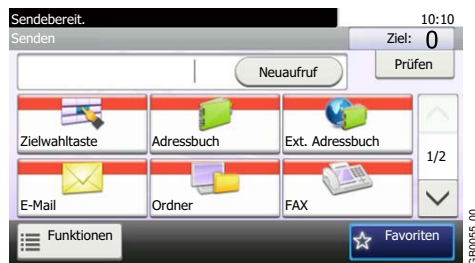 Sendebereit. 10:10
Senden Ziel: 0
Neuaufruf Prüfen
Zielwahltaste Adressbuch Ext. Adressbuch
1/2
E-Mail Ordner FAX
Funktionen Favoriten
GB0055_00